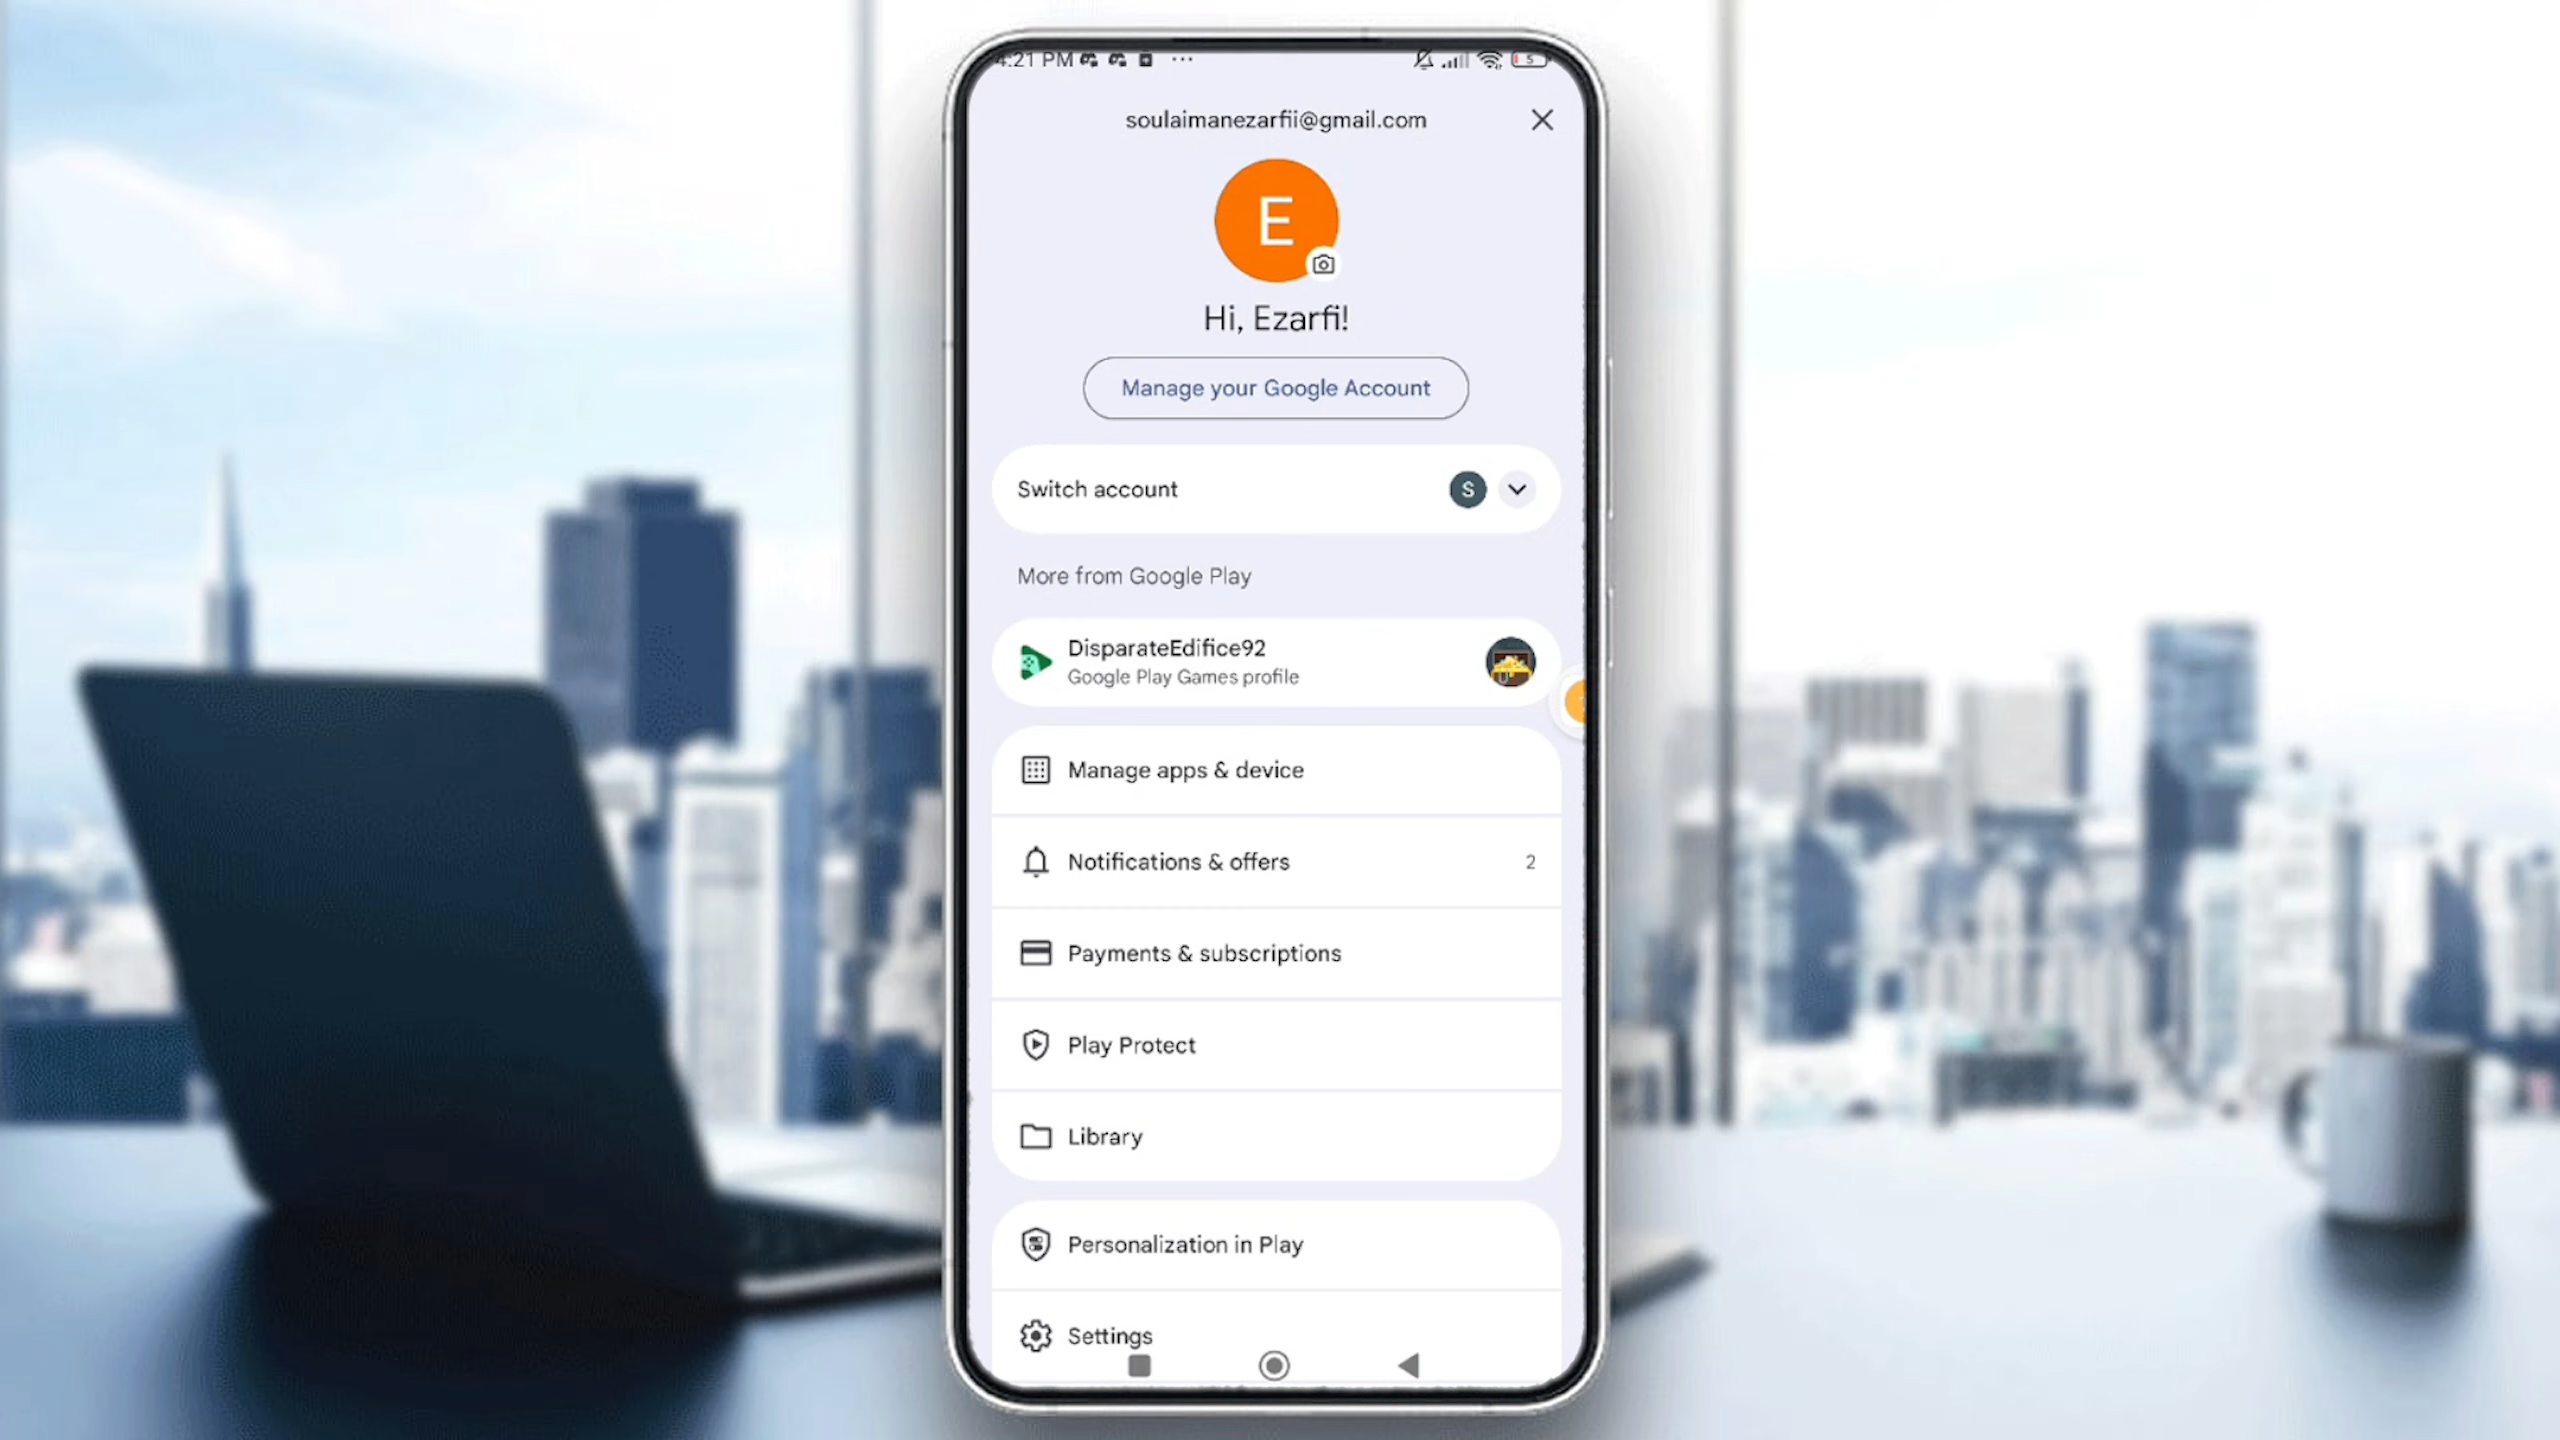 4:21 PM ... 5
soulaimanezarfii@gmail.com
E
Hi, Ezarfi!
Manage your Google Account
Switch account S
More from Google Play
DisparateEdifice92
Google Play Games profile
Manage apps & device
Notifications & offers 2
Payments & subscriptions
Play Protect
Library
Personalization in Play
Settings